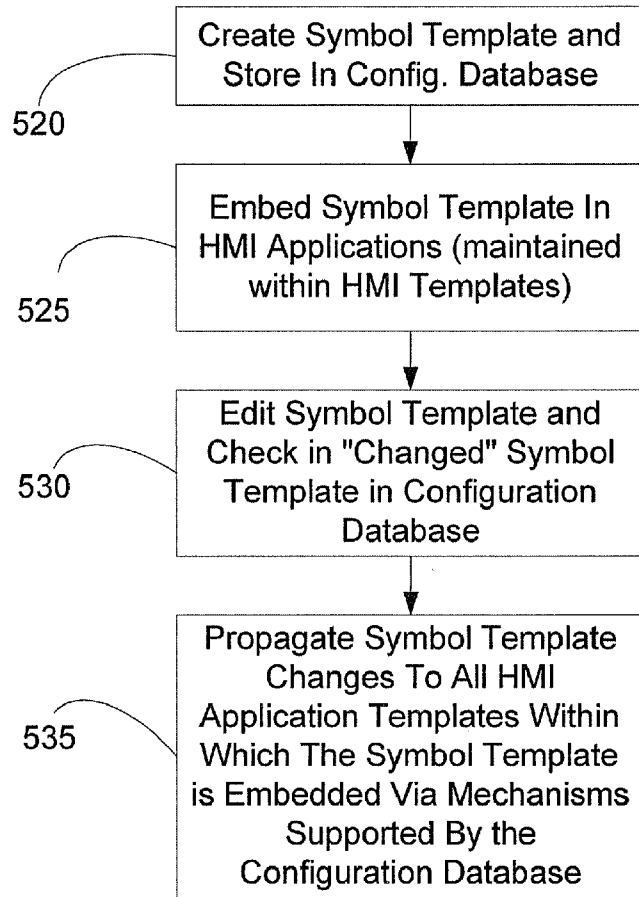 Create Symbol Template and
Store In Config. Database
520
Embed Symbol Template In
HMI Applications (maintained
within HMI Templates)
525
Edit Symbol Template and
Check in "Changed" Symbol
Template in Configuration
Database
530
Propagate Symbol Template
Changes To All HMI
Application Templates Within
Which The Symbol Template
is Embedded Via Mechanisms
Supported By the
Configuration Database
535